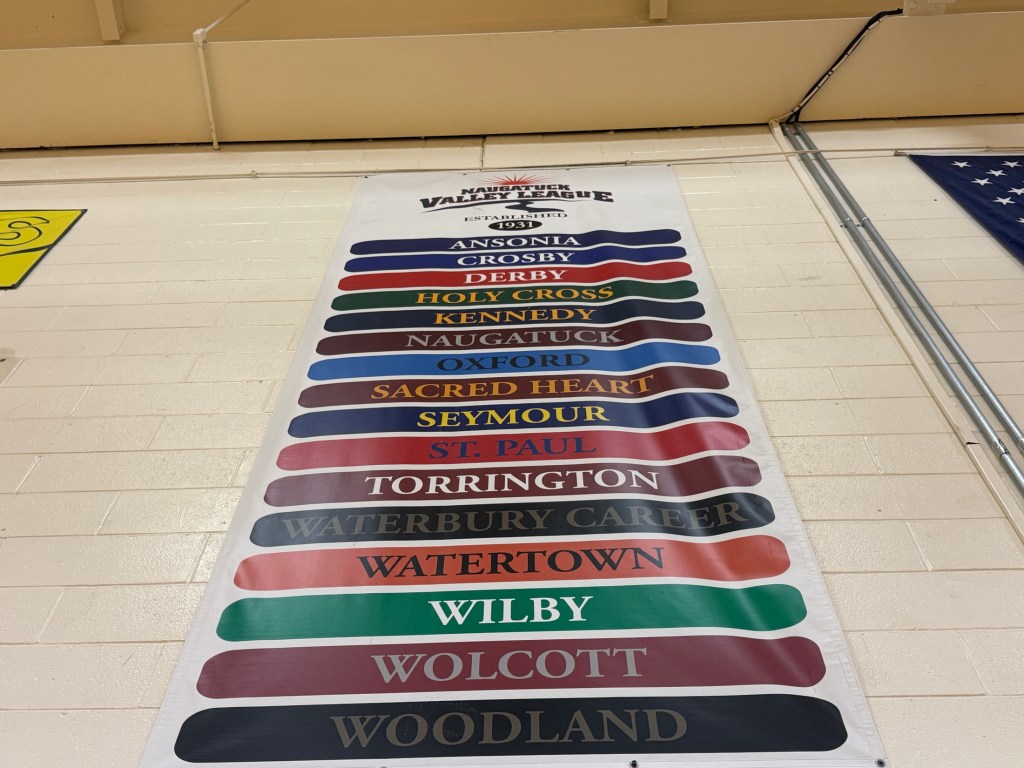 NAUGATUCK
VALLEY LEAGUE
ESTABLISHED
1931
ANSONIA
CROSBY
DERBY
HOLY CROSS
KENNEDY
NAUGATUCK
OXFORD
SACRED HEART
SEYMOUR
ST. PAUL
TORRINGTON
WATERBURY CAREER
WATERTOWN
WILBY
WOLCOTT
WOODLAND